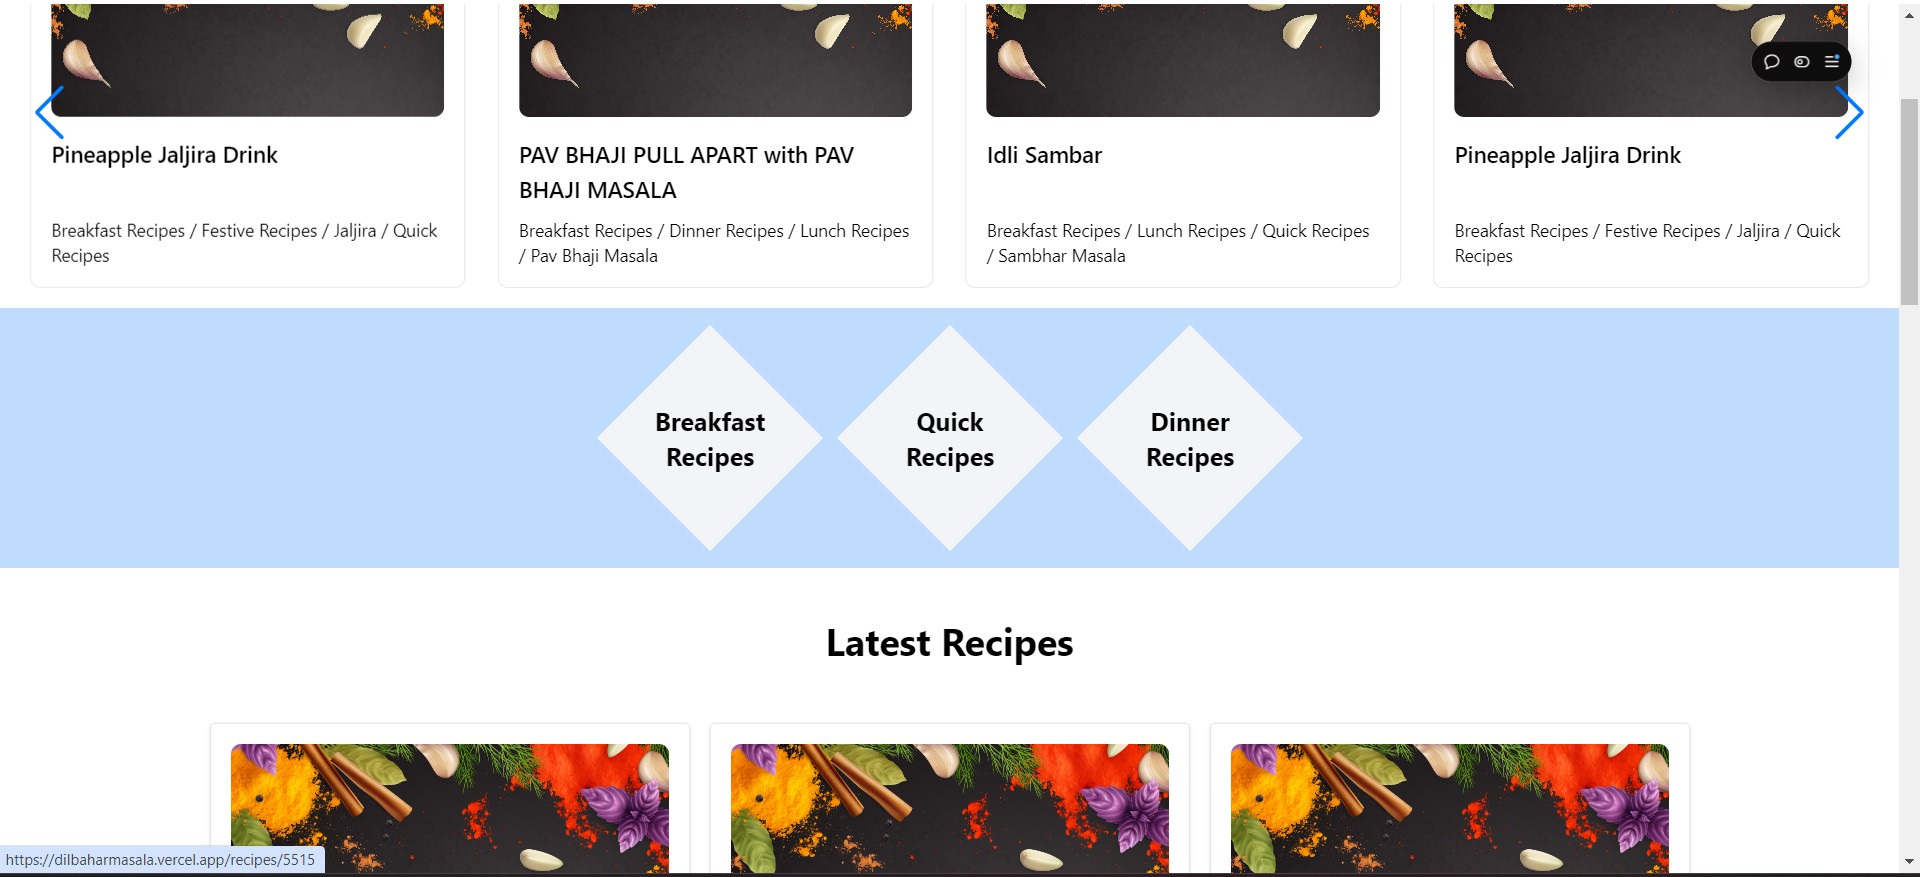 Pineapple Jaljira Drink
Breakfast Recipes / Festive Recipes / Jaljira / Quick
Recipes
PAV BHAJI PULL APART with PAV
BHAJI MASALA
Breakfast Recipes / Dinner Recipes / Lunch Recipes
/ Pav Bhaji Masala
Idli Sambar
Breakfast Recipes / Lunch Recipes / Quick Recipes
/ Sambhar Masala
Pineapple Jaljira Drink
Breakfast Recipes / Festive Recipes / Jaljira / Quick
Recipes
Breakfast
Recipes
Quick
Recipes
Dinner
Recipes
Latest Recipes
https://dilbaharmasala.vercel.app/recipes/5515